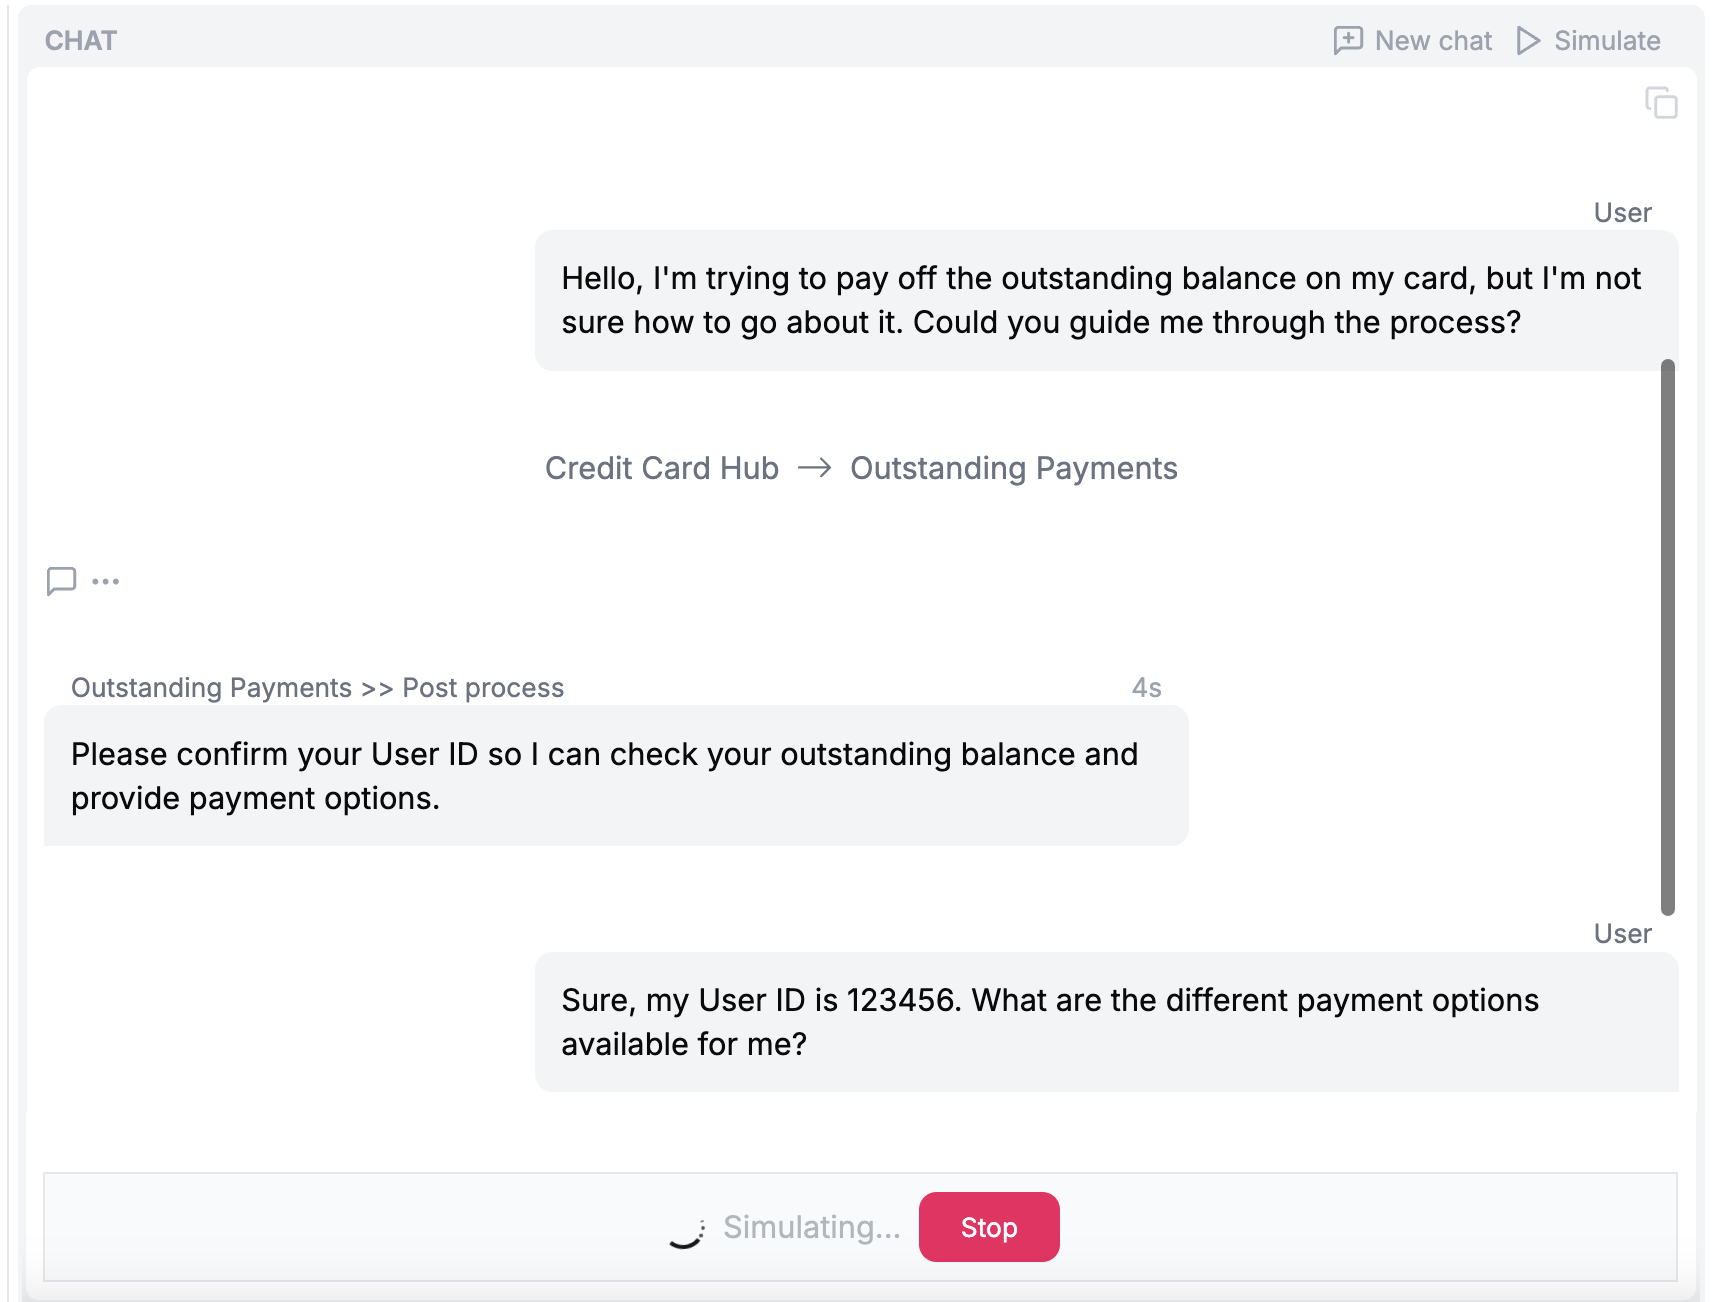 CHAT
New chat
Simulate
User
Hello, I'm trying to pay off the outstanding balance on my card, but I'm not
sure how to go about it. Could you guide me through the process?
Credit Card Hub → Outstanding Payments
Outstanding Payments >> Post process
4s
Please confirm your User ID so I can check your outstanding balance and
provide payment options.
User
Sure, my User ID is 123456. What are the different payment options
available for me?
Simulating...
Stop